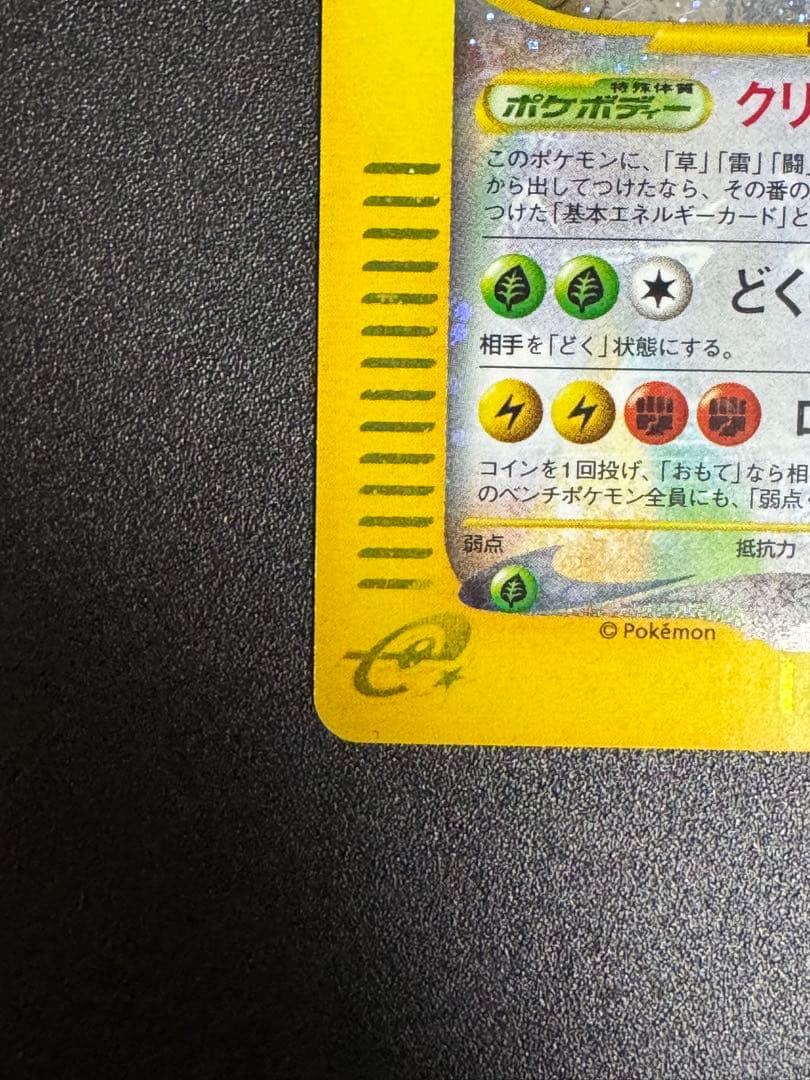 特殊体質
ポケボディー クリ
このポケモンに、「草」「雷」「闘」
から出してつけたなら、その番の
つけた「基本エネルギーカード」と
どく
相手を「どく」状態にする。
コインを1回投げ、「おもて」なら相
のベンチポケモン全員にも、「弱点・
弱点 抵抗力
© Pokémon
e